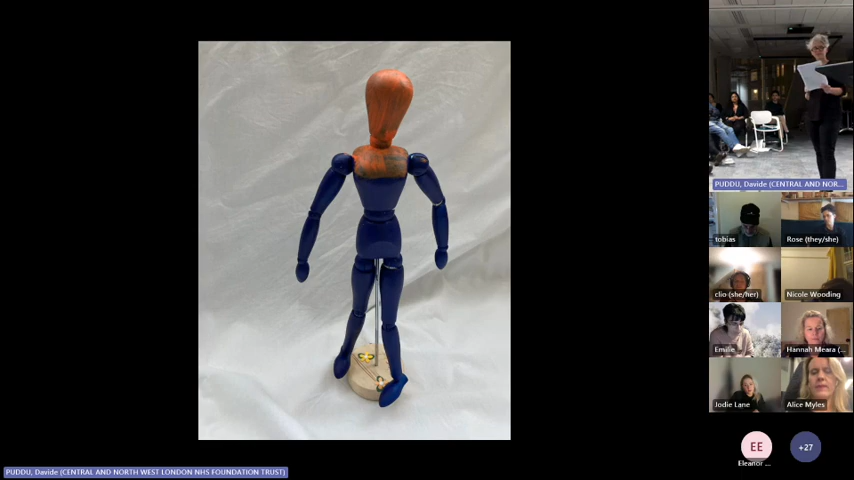 PUDDU, Davide (CENTRAL AND NOR...
tobias
Rose (they/she)
clio (she/her)
Nicole Wooding
Emilie
Hannah Meara (...
Jodie Lane
Alice Myles
EE
+27
Eleanor ...
PUDDU, Davide (CENTRAL AND NORTH WEST LONDON NHS FOUNDATION TRUST)